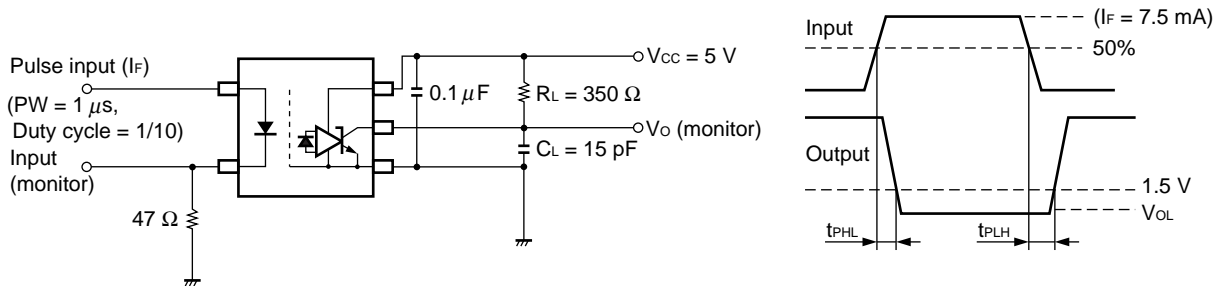 Pulse input (IF)
(PW = 1 μs,
Duty cycle = 1/10)
Input
(monitor)
47 Ω
0.1 μF
VCC = 5 V
RL = 350 Ω
VO (monitor)
CL = 15 pF
Input
(IF = 7.5 mA)
50%
Output
1.5 V
VOL
tPHL
tPLH